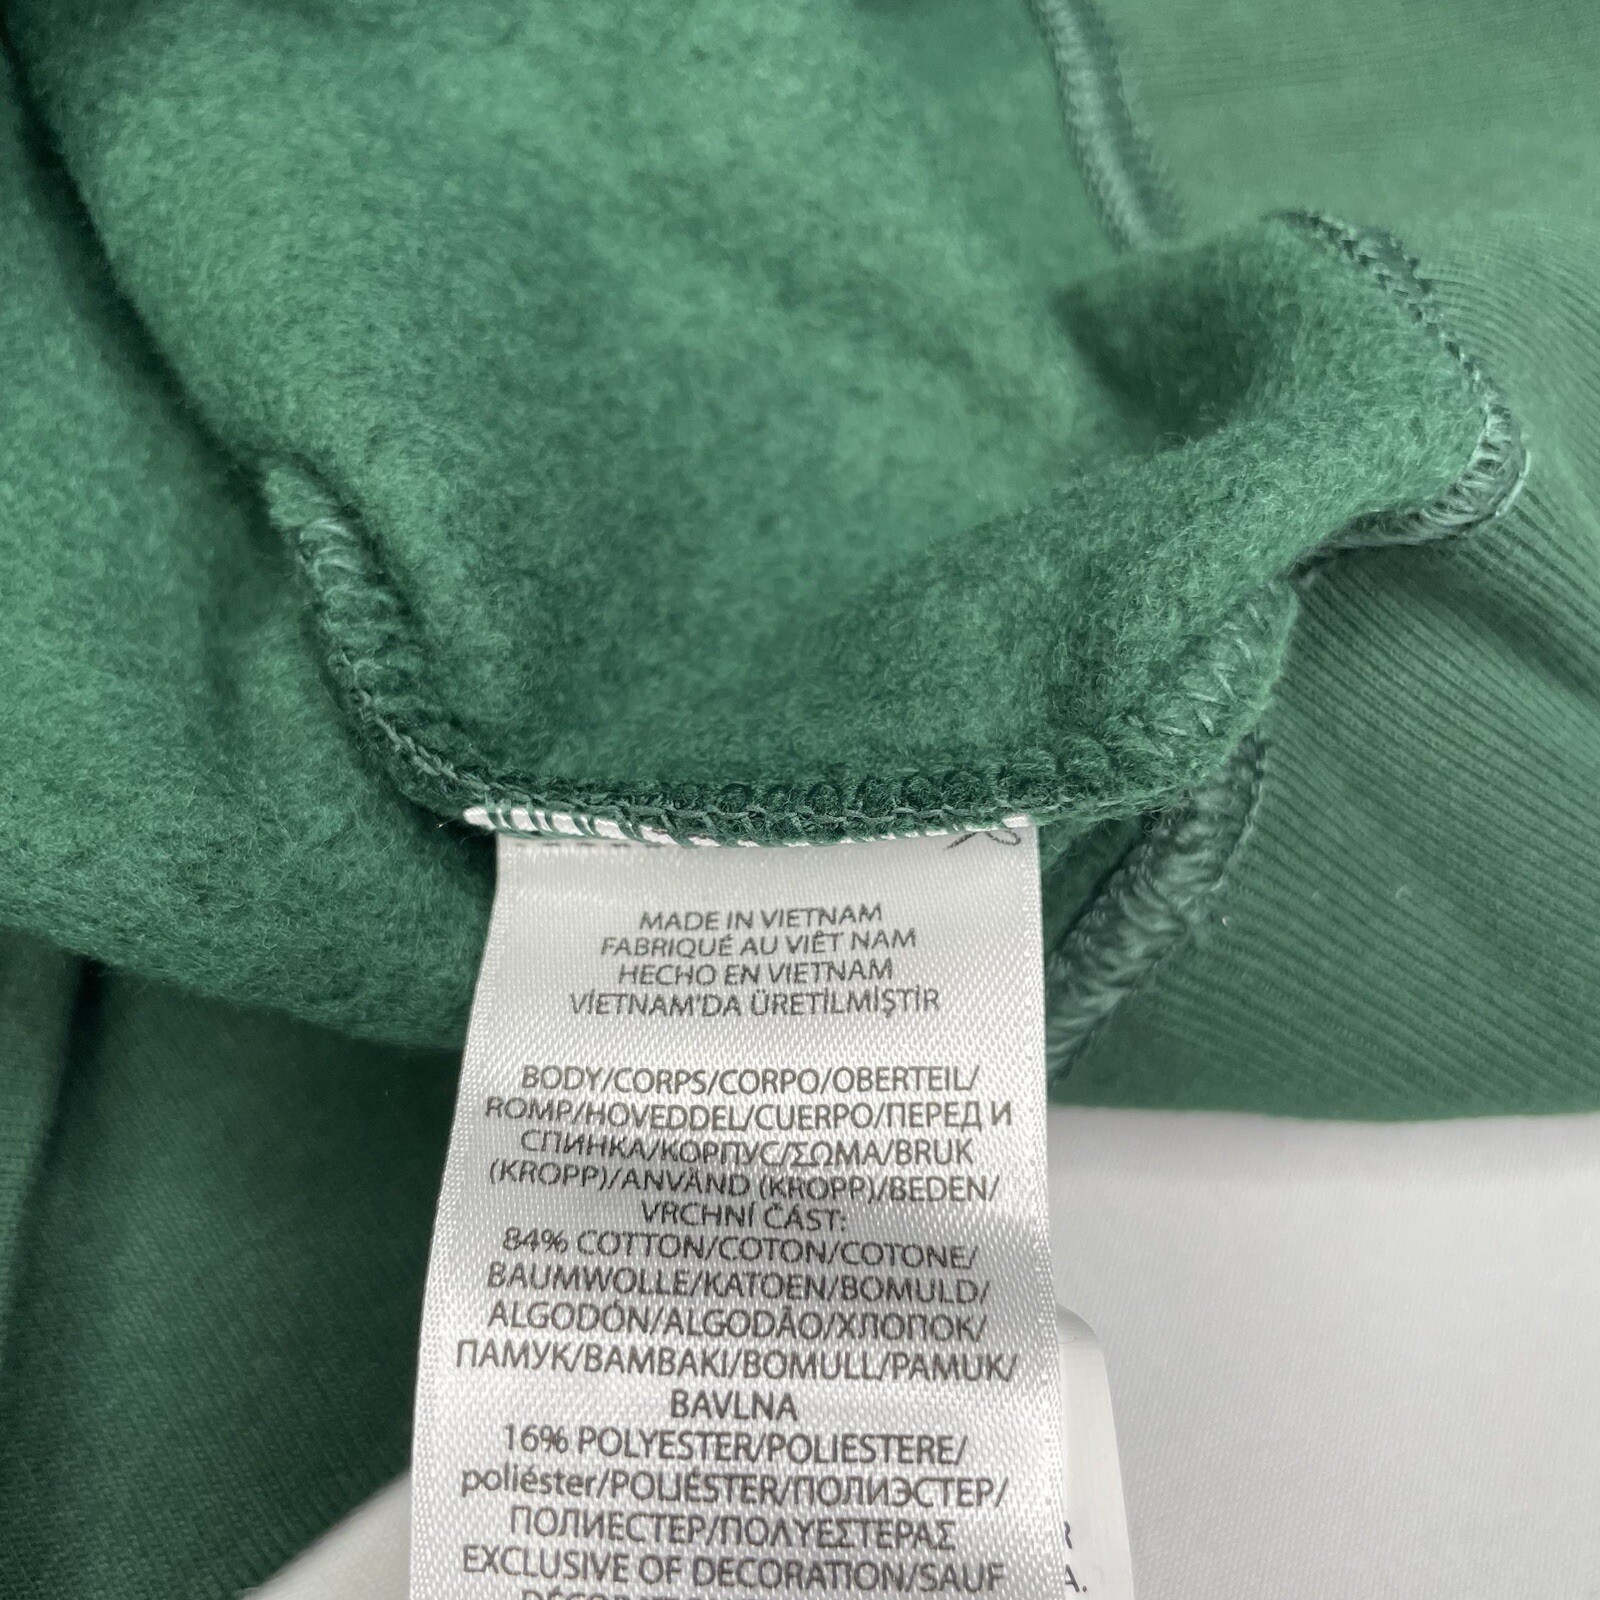 MADE IN VIETNAM
FABRIQUÉ AU VIÊT NAM
HECHO EN VIETNAM
VİETNAM'DA ÜRETİLMİŞTİR
BODY/CORPS/CORPO/OBERTEIL/
ROMP/HOVEDDEL/CUERPO/ПЕРЕД И
СПИНКА/КОРПУС/ΣΩΜΑ/BRUK
(KROPP)/ANVÄND (KROPP)/BEDEN/
VRCHNÍ ČÁST:
84% COTTON/COTON/COTONE/
BAUMWOLLE/KATOEN/BOMULD/
ALGODÓN/ALGODÃO/ХЛОПОК/
ПАМУК/BAMBAKI/BOMULL/PAMUK/
BAVLNA
16% POLYESTER/POLIESTERE/
poliéster/POLIÉSTER/ПОЛИЭСТЕР/
ПОЛИЕСТЕР/ΠΟΛΥΕΣΤΕΡΑΣ
EXCLUSIVE OF DECORATION/SAUF